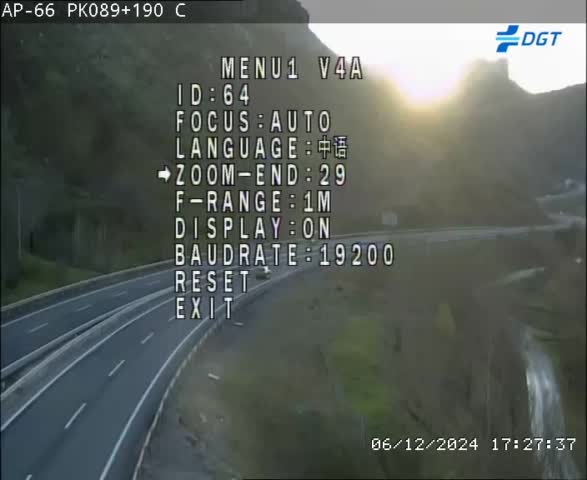 AP-66 PK089+190 C
DGT
MENU1 V4A
ID:64
FOCUS:AUTO
LANGUAGE:中语
ZOOM-END:29
F-RANGE:1M
DISPLAY:ON
BAUDRATE:19200
RESET
EXIT
06/12/2024 17:27:37